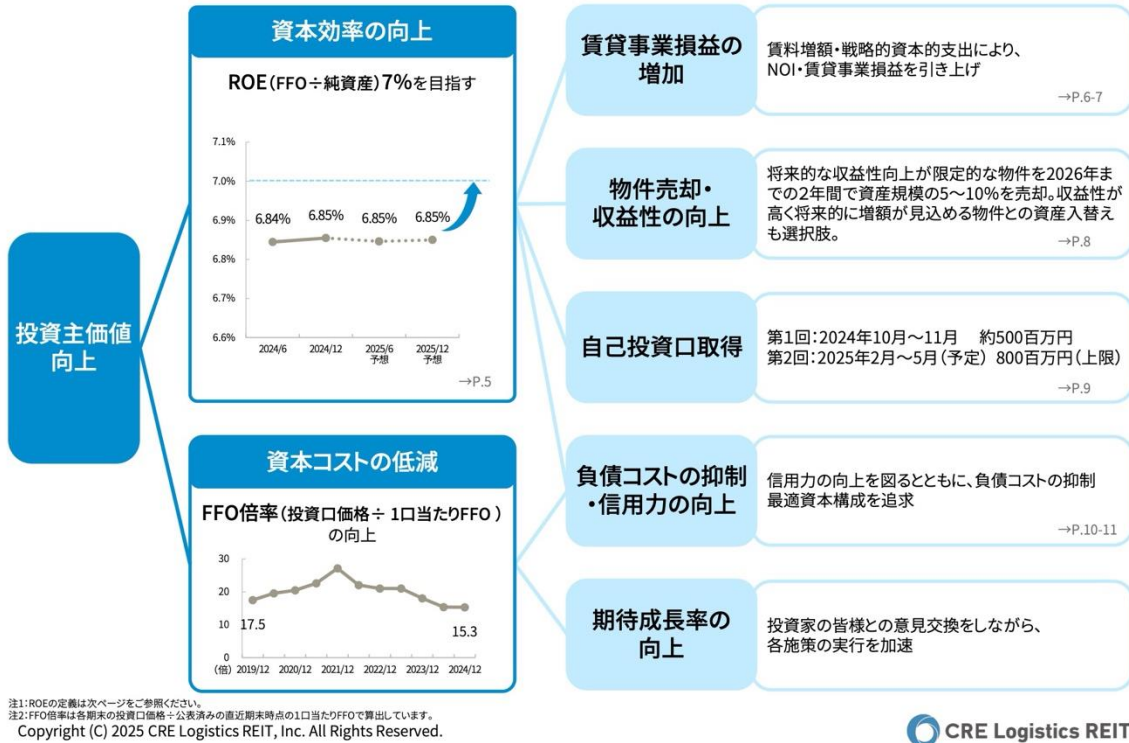 投資主価値
向上
資本効率の向上
ROE(FFO÷純資産)7%を目指す
7.1%
7.0%
6.9%
6.8%
6.7%
6.6%
6.84%
6.85%
6.85%
6.85%
2024/6
2024/12
2025/6
予想
2025/12
予想
→P.5
資本コストの低減
FFO倍率(投資口価格÷ 1口当たりFFO )
の向上
30
20
10
0
17.5
15.3
(倍)
2019/12
2020/12
2021/12
2022/12
2023/12
2024/12
賃貸事業損益の
増加
賃料増額・戦略的資本的支出により、
NOI・賃貸事業損益を引き上げ
→P.6-7
物件売却・
収益性の向上
将来的な収益性向上が限定的な物件を2026年ま
での2年間で資産規模の5~10%を売却。収益性が
高く将来的に増額が見込める物件との資産入替え
も選択肢。
→P.8
自己投資口取得
第1回:2024年10月~11月 約500百万円
第2回:2025年2月~5月(予定) 800百万円(上限)
→P.9
負債コストの抑制
・信用力の向上
信用力の向上を図るとともに、負債コストの抑制
最適資本構成を追求
→P.10-11
期待成長率の
向上
投資家の皆様との意見交換をしながら、
各施策の実行を加速
注1:ROEの定義は次ページをご参照ください。
注2:FFO倍率は各期末の投資口価格÷公表済みの直近期末時点の1口当たりFFOで算出しています。
Copyright (C) 2025 CRE Logistics REIT, Inc. All Rights Reserved.
CRE Logistics REIT